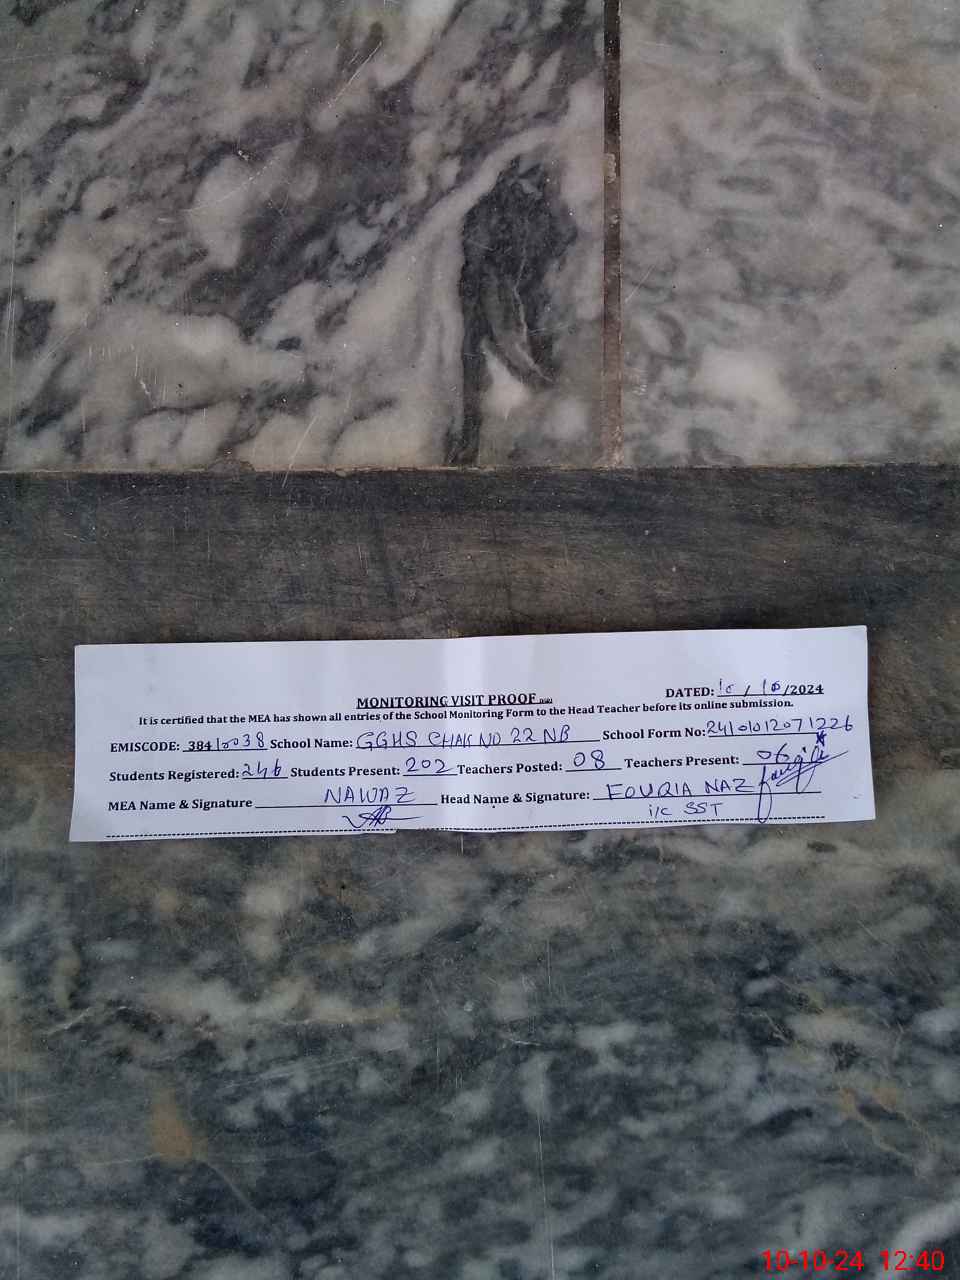 MONITORING VISIT PROOF
DATED: 10 / 10 /2024
It is certified that the MEA has shown all entries of the School Monitoring Form to the Head Teacher before its online submission.
EMISCODE: 38410038 School Name: GGHS CHAK NO 22 NB School Form No: 24101012071226
Students Registered: 246 Students Present: 202 Teachers Posted: 08 Teachers Present: 06
MEA Name & Signature NAWAZ Head Name & Signature: FOUQIA NAZ
i/c SST
10-10-24 12:40